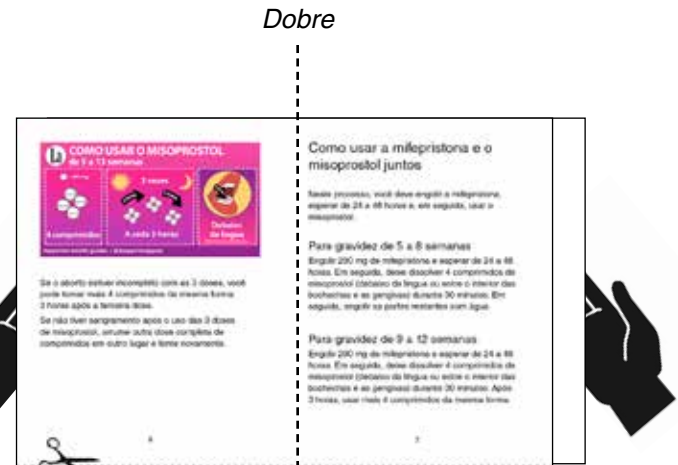 Dobre
COMO USAR O MISOPROSTOL
de 5 a 13 semanas
3 vezes
4 comprimidos
A cada 3 horas
Debaixo
da língua
Se o aborto estiver incompleto com as 3 doses, você
pode tomar mais 4 comprimidos da mesma forma
3 horas após a terceira dose.
Se não tiver sangramento após o uso das 3 doses
de misoprostol, arrume outra dose completa de
comprimidos em outro lugar e tome novamente.
6
Como usar a mifepristona e o
misoprostol juntos
Neste processo, você deve engolir a mifepristona,
esperar de 24 a 48 horas e, em seguida, usar o
misoprostol.
Para gravidez de 5 a 8 semanas
Engolir 200 mg de mifepristona e esperar de 24 a 48
horas. Em seguida, deve dissolver 4 comprimidos de
misoprostol (debaixo da língua ou entre o interior das
bochechas e as gengivas) durante 30 minutos. Em
seguida, engolir as partes restantes com água.
Para gravidez de 9 a 12 semanas
Engolir 200 mg de mifepristona e esperar de 24 a 48
horas. Em seguida, deve dissolver 4 comprimidos de
misoprostol (debaixo da língua ou entre o interior das
bochechas e as gengivas) durante 30 minutos. Após
3 horas, usar mais 4 comprimidos da mesma forma.